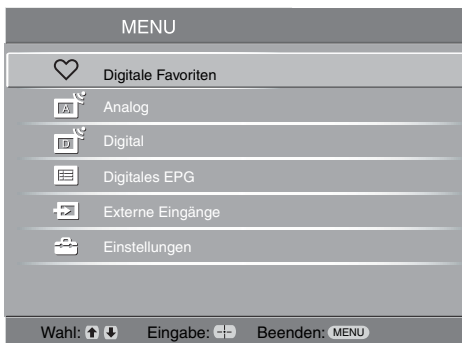 MENU
Digitale Favoriten
A Analog
D Digital
Digitales EPG
Externe Eingänge
Einstellungen
Wahl: Eingabe: Beenden: MENU